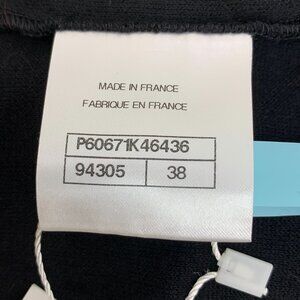 MADE IN FRANCE
FABRIQUE EN FRANCE
P60671K46436
94305 38